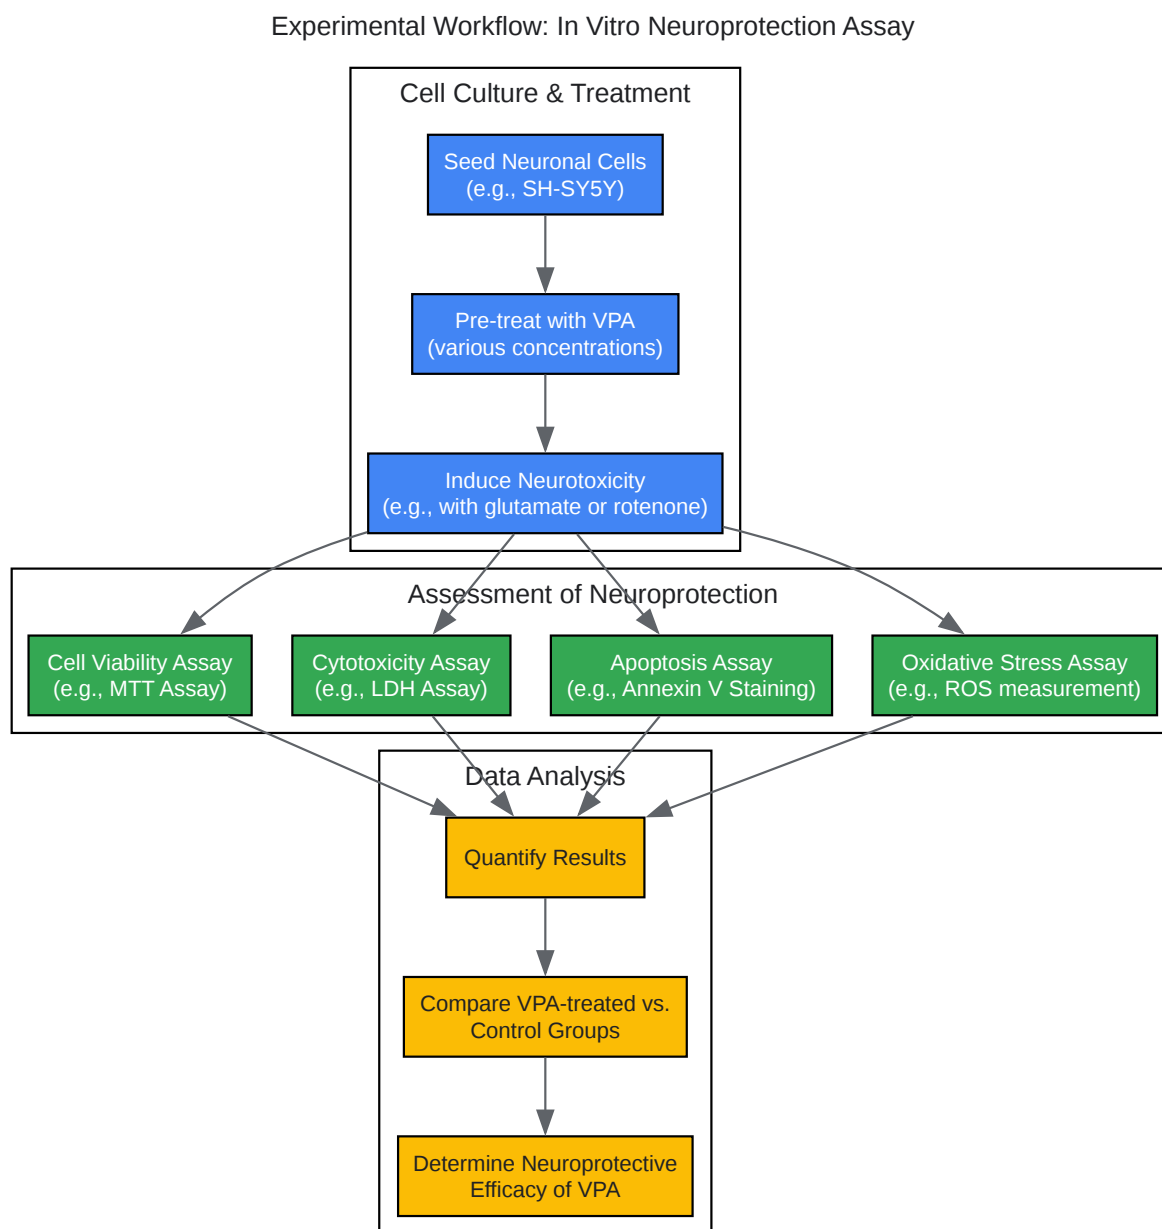 Experimental Workflow: In Vitro Neuroprotection Assay
Cell Culture & Treatment
Seed Neuronal Cells
(e.g., SH-SY5Y)
Pre-treat with VPA
(various concentrations)
Induce Neurotoxicity
(e.g., with glutamate or rotenone)
Assessment of Neuroprotection
Cell Viability Assay
(e.g., MTT Assay)
Cytotoxicity Assay
(e.g., LDH Assay)
Apoptosis Assay
(e.g., Annexin V Staining)
Oxidative Stress Assay
(e.g., ROS measurement)
Data Analysis
Quantify Results
Compare VPA-treated vs.
Control Groups
Determine Neuroprotective
Efficacy of VPA